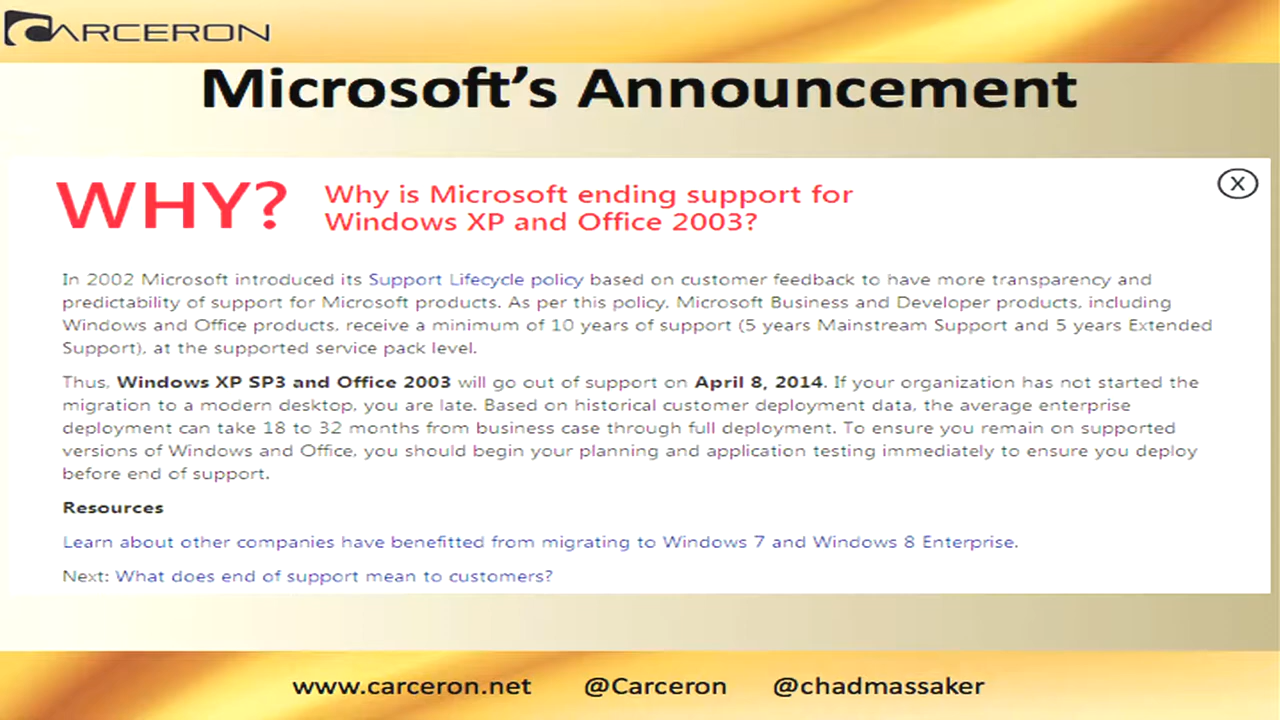 CARCERON
Microsoft's Announcement
WHY?
Why is Microsoft ending support for
Windows XP and Office 2003?
X
In 2002 Microsoft introduced its Support Lifecycle policy based on customer feedback to have more transparency and
predictability of support for Microsoft products. As per this policy, Microsoft Business and Developer products, including
Windows and Office products, receive a minimum of 10 years of support (5 years Mainstream Support and 5 years Extended
Support), at the supported service pack level.
Thus, Windows XP SP3 and Office 2003 will go out of support on April 8, 2014. If your organization has not started the
migration to a modern desktop, you are late. Based on historical customer deployment data, the average enterprise
deployment can take 18 to 32 months from business case through full deployment. To ensure you remain on supported
versions of Windows and Office, you should begin your planning and application testing immediately to ensure you deploy
before end of support.
Resources
Learn about other companies have benefitted from migrating to Windows 7 and Windows 8 Enterprise.
Next: What does end of support mean to customers?
www.carceron.net @Carceron @chadmassaker